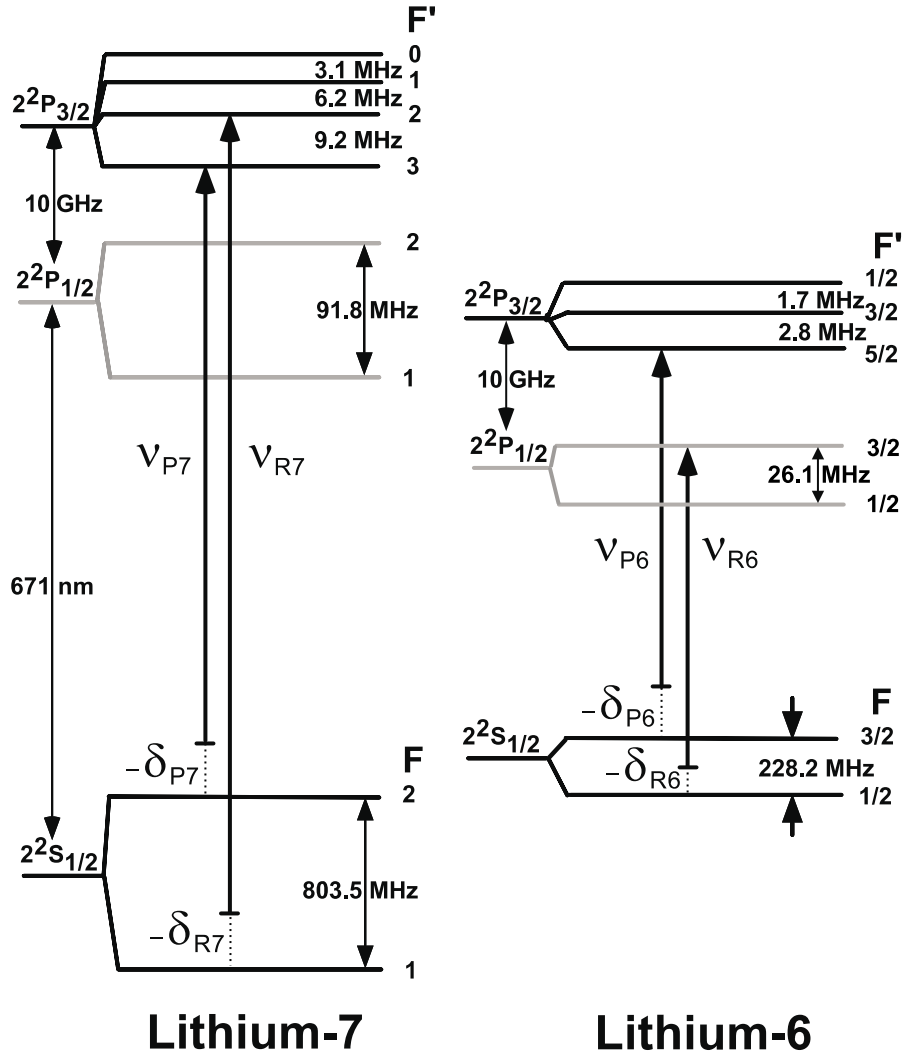 F'
0
3.1 MHz
1
6.2 MHz
2²P3/2
2
9.2 MHz
3
10 GHz
2
2²P1/2
91.8 MHz
1
νP7
νR7
671 nm
-δP7
F
2
2²S1/2
803.5 MHz
-δR7
1
Lithium-7
F'
1/2
2²P3/2
1.7 MHz
3/2
2.8 MHz
5/2
10 GHz
2²P1/2
3/2
26.1 MHz
1/2
νP6
νR6
-δP6
F
2²S1/2
3/2
-δR6
228.2 MHz
1/2
Lithium-6